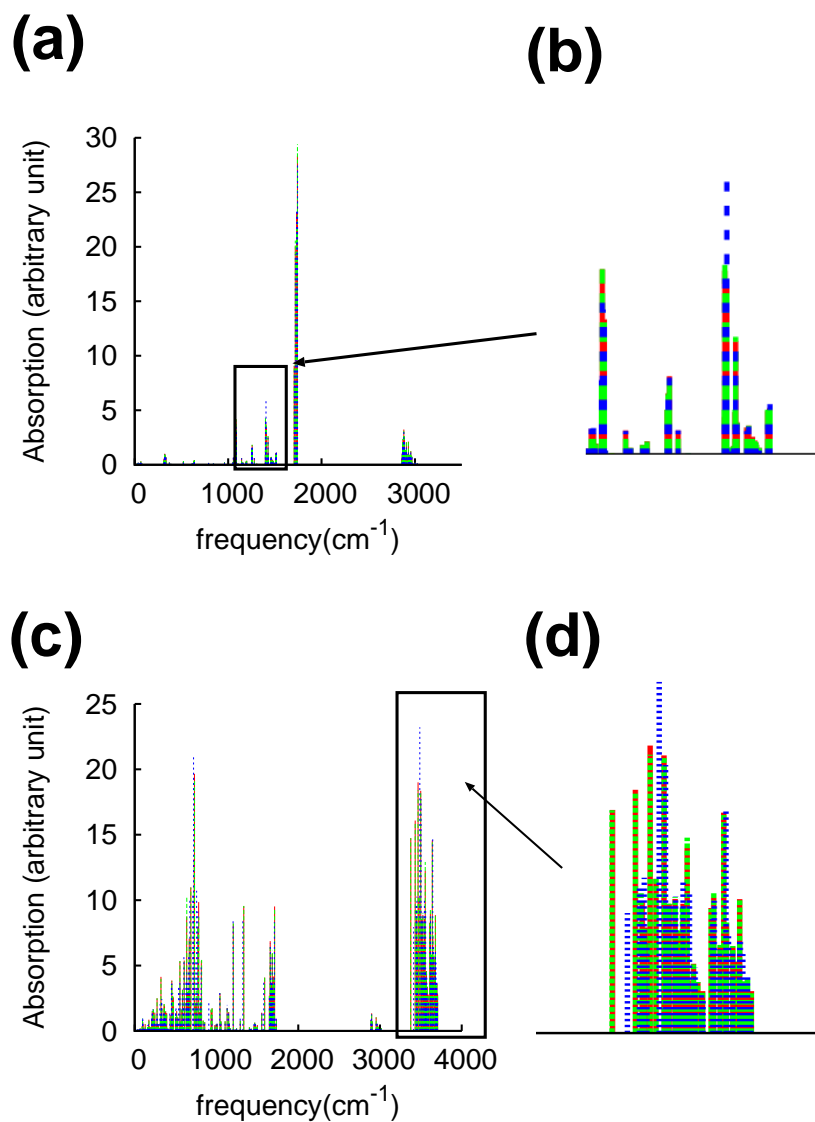 (a)
(b)
30
25
20
15
10
5
0
Absorption (arbitrary unit)
0 1000 2000 3000
frequency(cm-1)
(c)
(d)
25
20
15
10
5
0
Absorption (arbitrary unit)
0 1000 2000 3000 4000
frequency(cm-1)